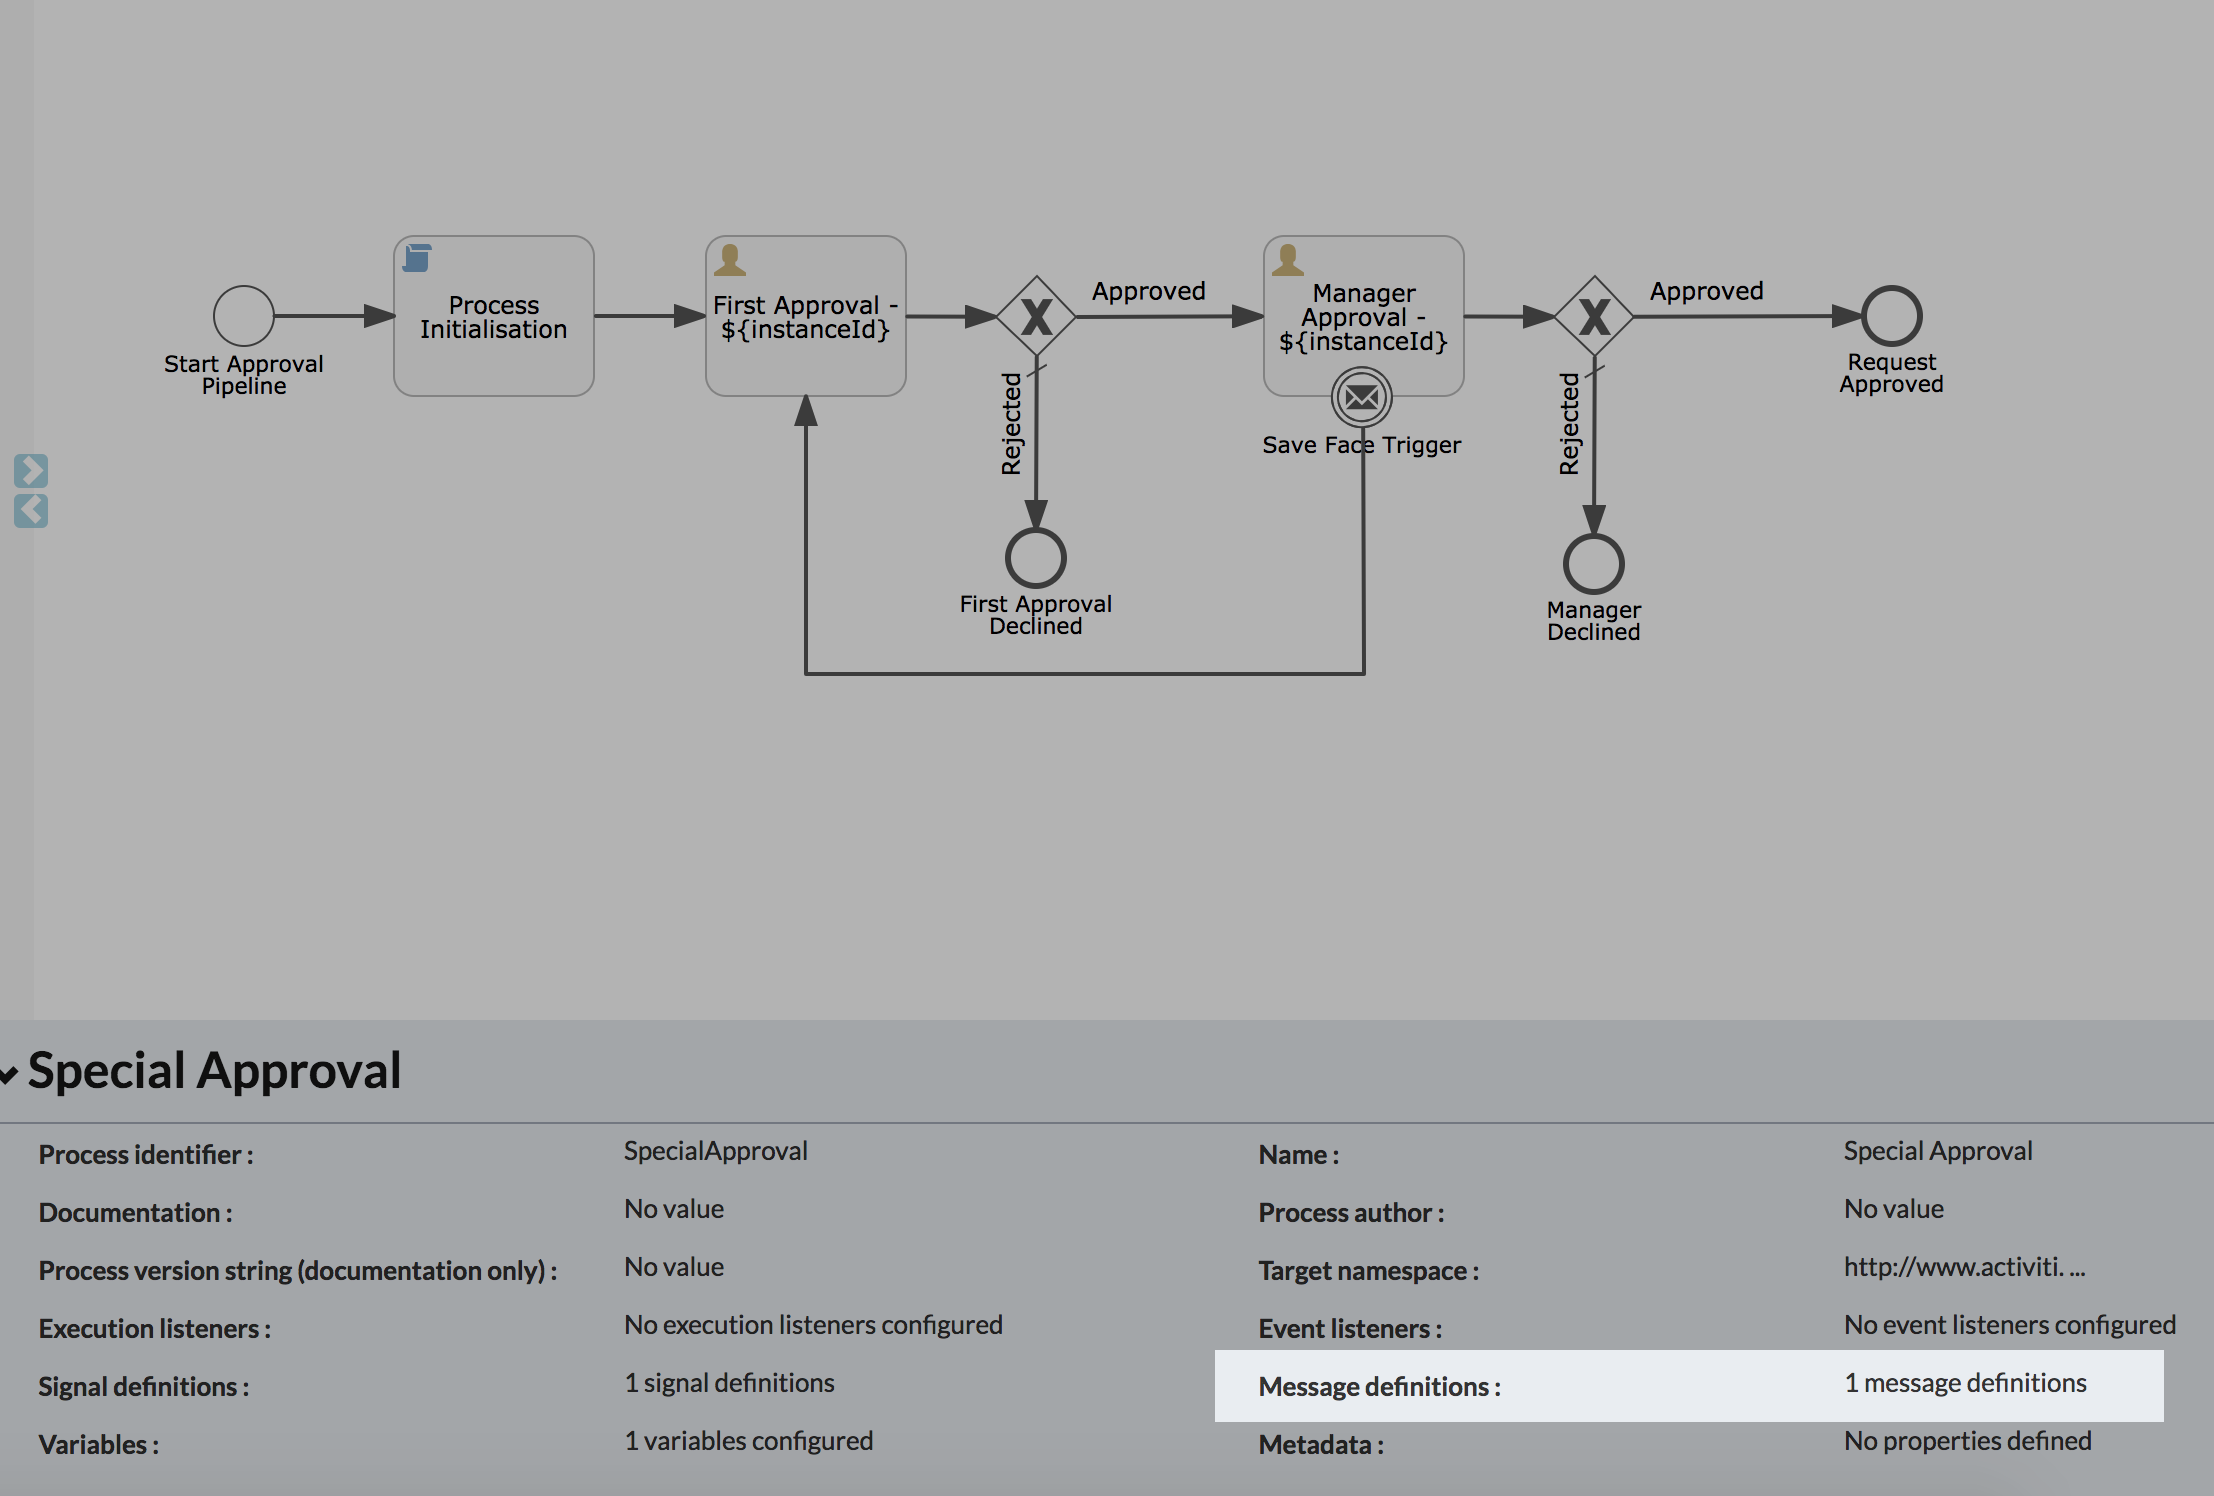 Start Approval
Pipeline
Process
Initialisation
First Approval -
${instanceId}
X
Approved
Rejected
First Approval
Declined
Manager
Approval -
${instanceId}
Save Face Trigger
X
Approved
Rejected
Manager
Declined
Request
Approved
Special Approval
Process identifier : SpecialApproval
Name : Special Approval
Documentation : No value
Process author : No value
Process version string (documentation only) : No value
Target namespace : http://www.activiti. ...
Execution listeners : No execution listeners configured
Event listeners : No event listeners configured
Signal definitions : 1 signal definitions
Message definitions : 1 message definitions
Variables : 1 variables configured
Metadata : No properties defined